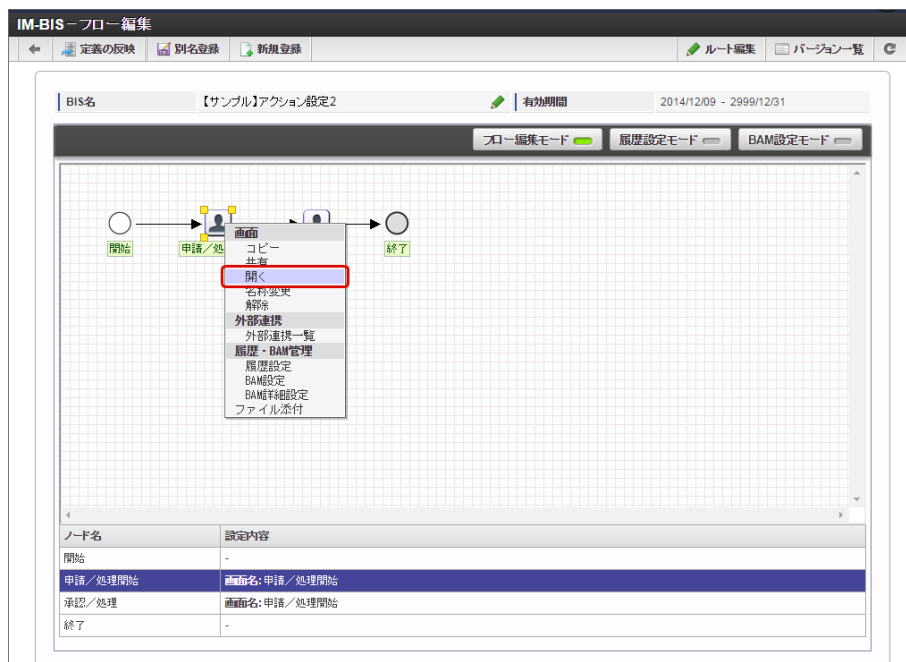 IM-BIS－フロー編集
定義の反映 別名登録 新規登録 ルート編集 バージョン一覧
BIS名 【サンプル】アクション設定2 有効期間 2014/12/09 - 2999/12/31
フロー編集モード 履歴設定モード BAM設定モード
開始 申請／処 終了
画面
コピー
共有
開く
名称変更
解除
外部連携
外部連携一覧
履歴・BAM管理
履歴設定
BAM設定
BAM詳細設定
ファイル添付
ノード名 設定内容
開始 -
申請／処理開始 画面名: 申請／処理開始
承認／処理 画面名: 申請／処理開始
終了 -